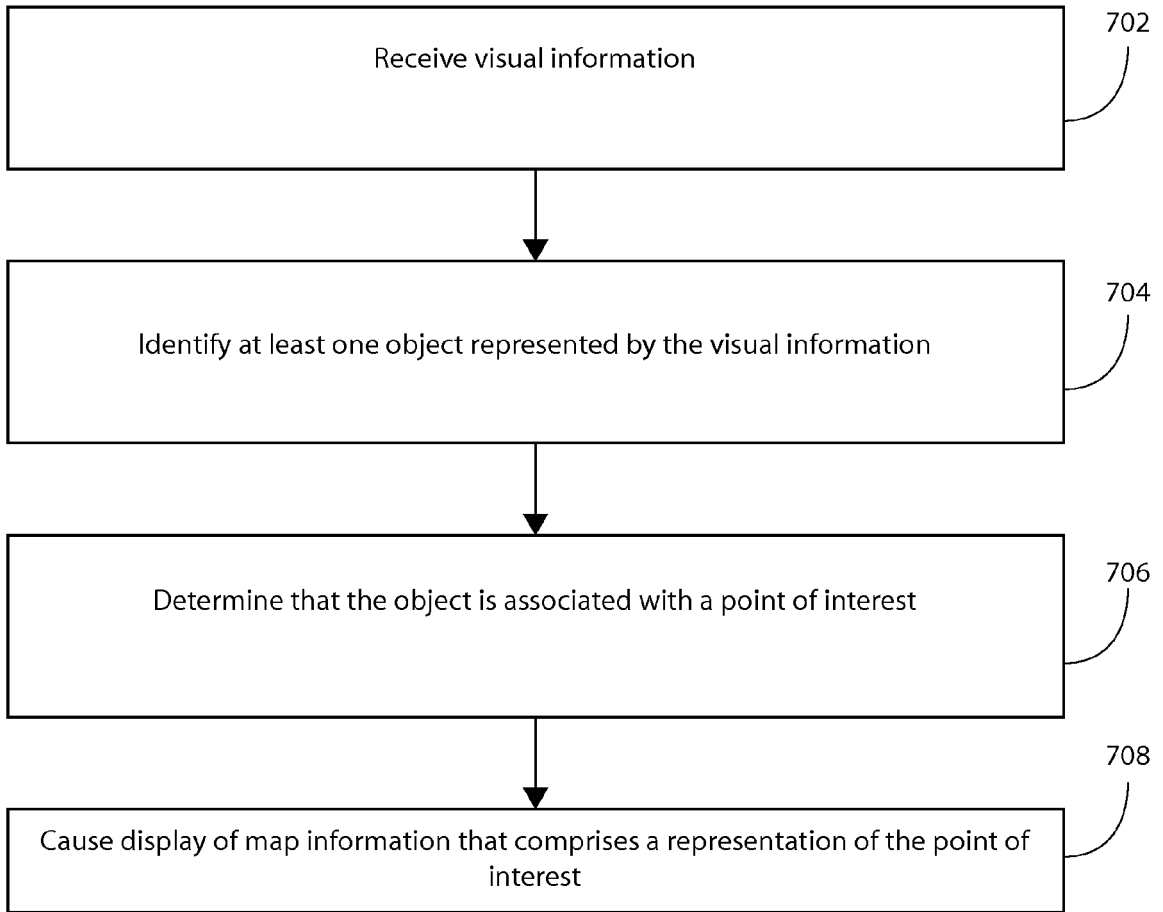 Receive visual information
702
Identify at least one object represented by the visual information
704
Determine that the object is associated with a point of interest
706
Cause display of map information that comprises a representation of the point of
interest
708